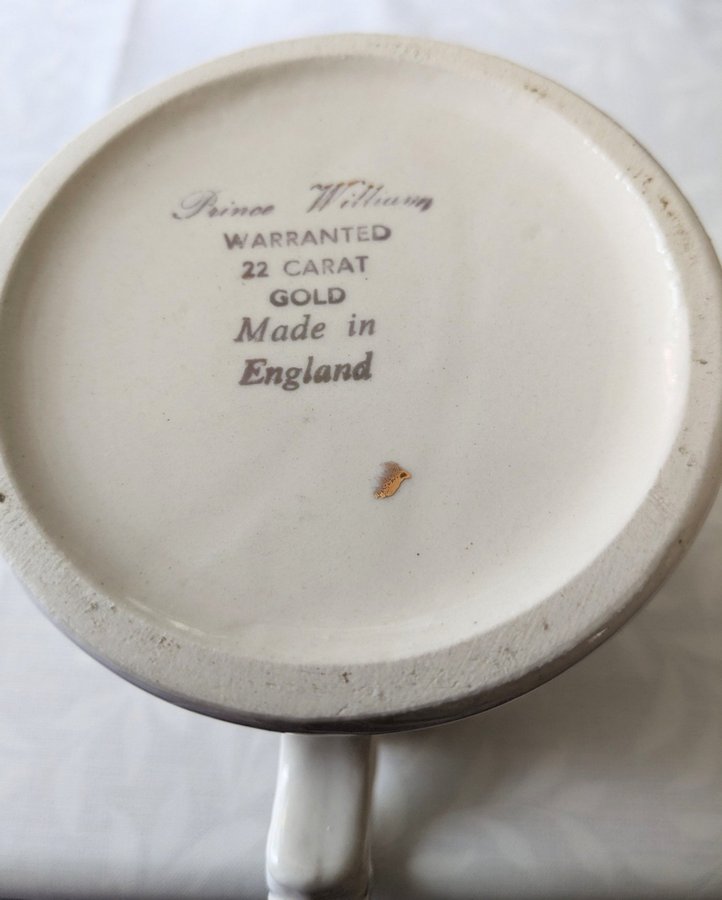 Prince William
WARRANTED
22 CARAT
GOLD
Made in
England